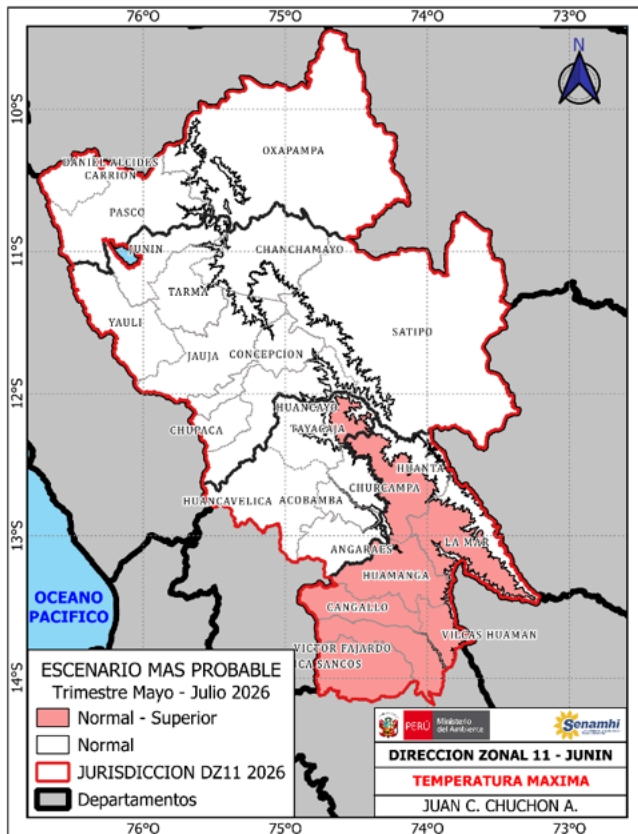 76°O 75°O 74°O 73°O
N
10°S
OXAPAMPA
DANIEL ALCIDES
CARRION
PASCO
11°S
JUNIN
CHANCHAMAYO
TARMA
YAULI
SATIPO
JAUJA
CONCEPCION
12°S
HUANCAYO
CHUPACA
TAYACAJA
HUANTA
CHURCAMPA
HUANCAVELICA
ACOBAMBA
13°S
ANGARAES
LA MAR
HUAMANGA
OCEANO
PACIFICO
CANGALLO
VILCAS HUAMAN
VICTOR FAJARDO
CA SANCOS
14°S
ESCENARIO MAS PROBABLE
Trimestre Mayo - Julio 2026
Normal - Superior
Normal
JURISDICCION DZ11 2026
Departamentos
PERÚ Ministerio
del Ambiente
Senamhi
DIRECCION ZONAL 11 - JUNIN
TEMPERATURA MAXIMA
JUAN C. CHUCHON A.
76°O 75°O 74°O 73°O